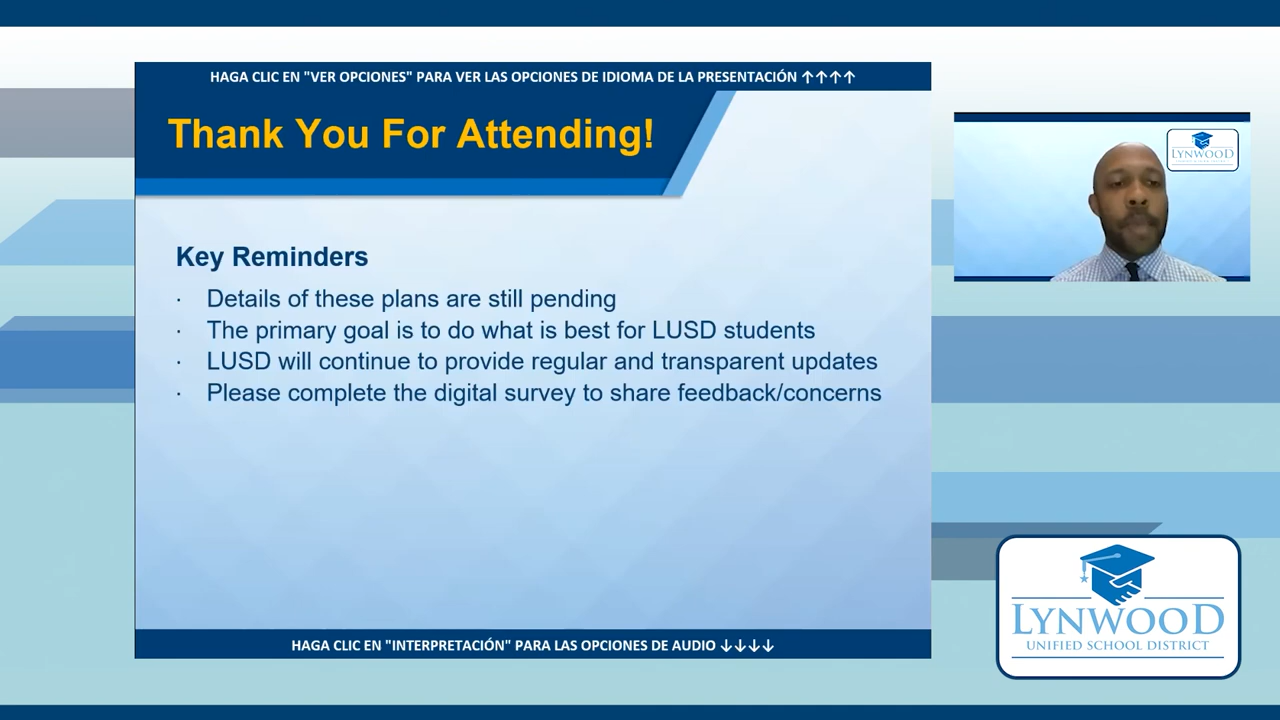 HAGA CLIC EN "VER OPCIONES" PARA VER LAS OPCIONES DE IDIOMA DE LA PRESENTACIÓN ↑↑↑↑
Thank You For Attending!
LYNWOOD
Key Reminders
· Details of these plans are still pending
· The primary goal is to do what is best for LUSD students
· LUSD will continue to provide regular and transparent updates
· Please complete the digital survey to share feedback/concerns
LYNWOOD
UNIFIED SCHOOL DISTRICT
HAGA CLIC EN "INTERPRETACIÓN" PARA LAS OPCIONES DE AUDIO ↓↓↓↓